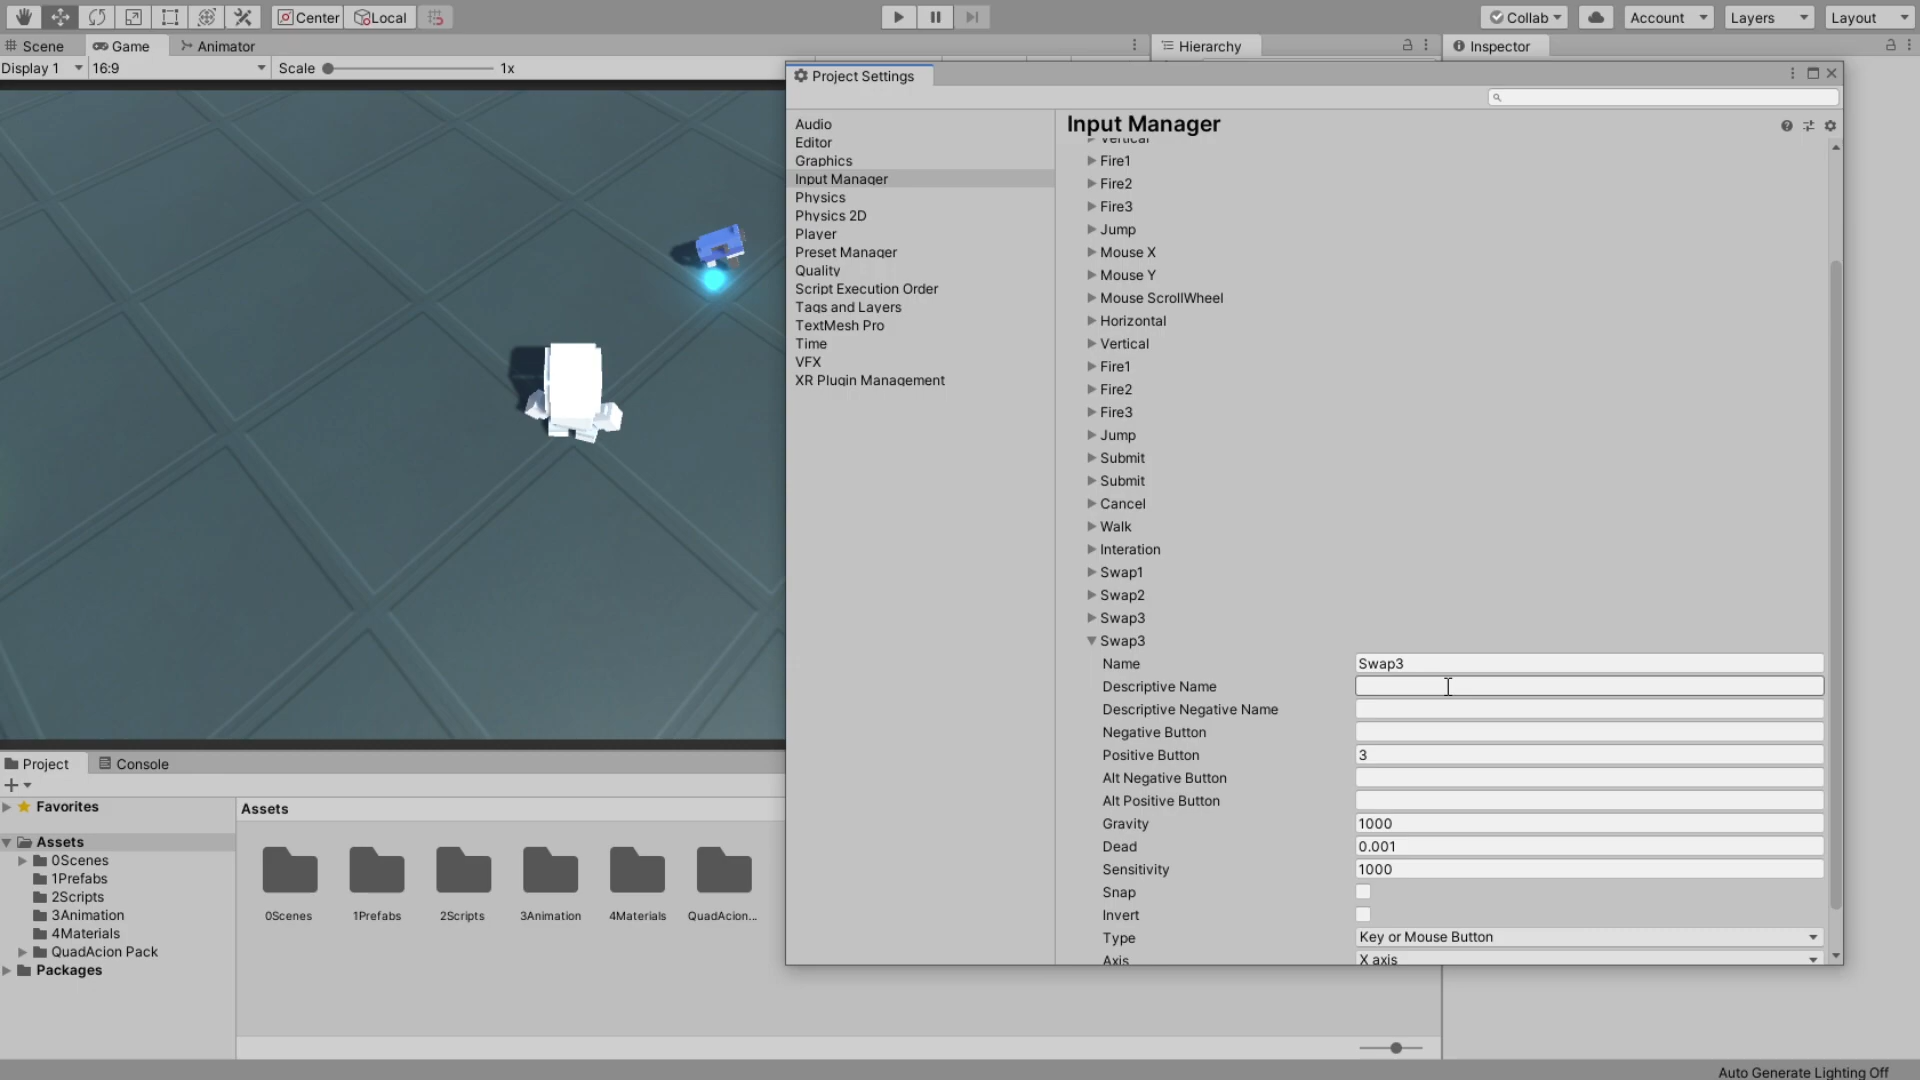 Center Local Collab Account Layers Layout
Scene Game Animator Hierarchy Inspector
Display 1 16:9 Scale 1x
Project Settings
Audio
Editor
Graphics
Input Manager
Physics
Physics 2D
Player
Preset Manager
Quality
Script Execution Order
Tags and Layers
TextMesh Pro
Time
VFX
XR Plugin Management
Input Manager
Vertical
Fire1
Fire2
Fire3
Jump
Mouse X
Mouse Y
Mouse ScrollWheel
Horizontal
Vertical
Fire1
Fire2
Fire3
Jump
Submit
Submit
Cancel
Walk
Interation
Swap1
Swap2
Swap3
Swap3
Name Swap3
Descriptive Name
Descriptive Negative Name
Negative Button
Positive Button 3
Alt Negative Button
Alt Positive Button
Gravity 1000
Dead 0.001
Sensitivity 1000
Snap
Invert
Type Key or Mouse Button
Axis X axis
Project Console
Favorites
Assets
0Scenes
1Prefabs
2Scripts
3Animation
4Materials
QuadAcion Pack
Packages
Assets
0Scenes 1Prefabs 2Scripts 3Animation 4Materials QuadAcion...
Auto Generate Lighting Off